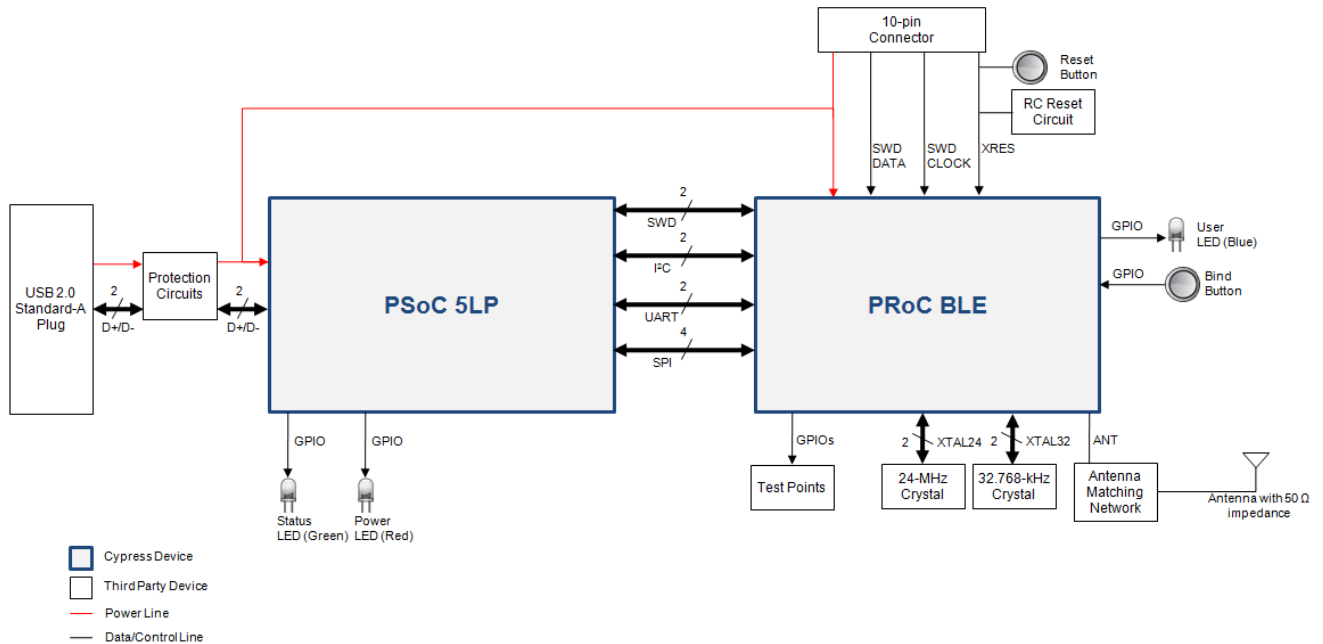 10-pin
Connector
Reset
Button
RC Reset
Circuit
SWD
DATA
SWD
CLOCK
XRES
USB 2.0
Standard-A
Plug
2
D+/D-
Protection
Circuits
2
D+/D-
PSoC 5LP
2
SWD
2
I²C
2
UART
4
SPI
PRoC BLE
GPIO
User
LED (Blue)
GPIO
Bind
Button
GPIO
GPIO
Status
LED (Green)
Power
LED (Red)
GPIOs
Test Points
2
XTAL24
24-MHz
Crystal
2
XTAL32
32.768-kHz
Crystal
ANT
Antenna
Matching
Network
Antenna with 50 Ω
impedance
Cypress Device
Third Party Device
Power Line
Data/Control Line